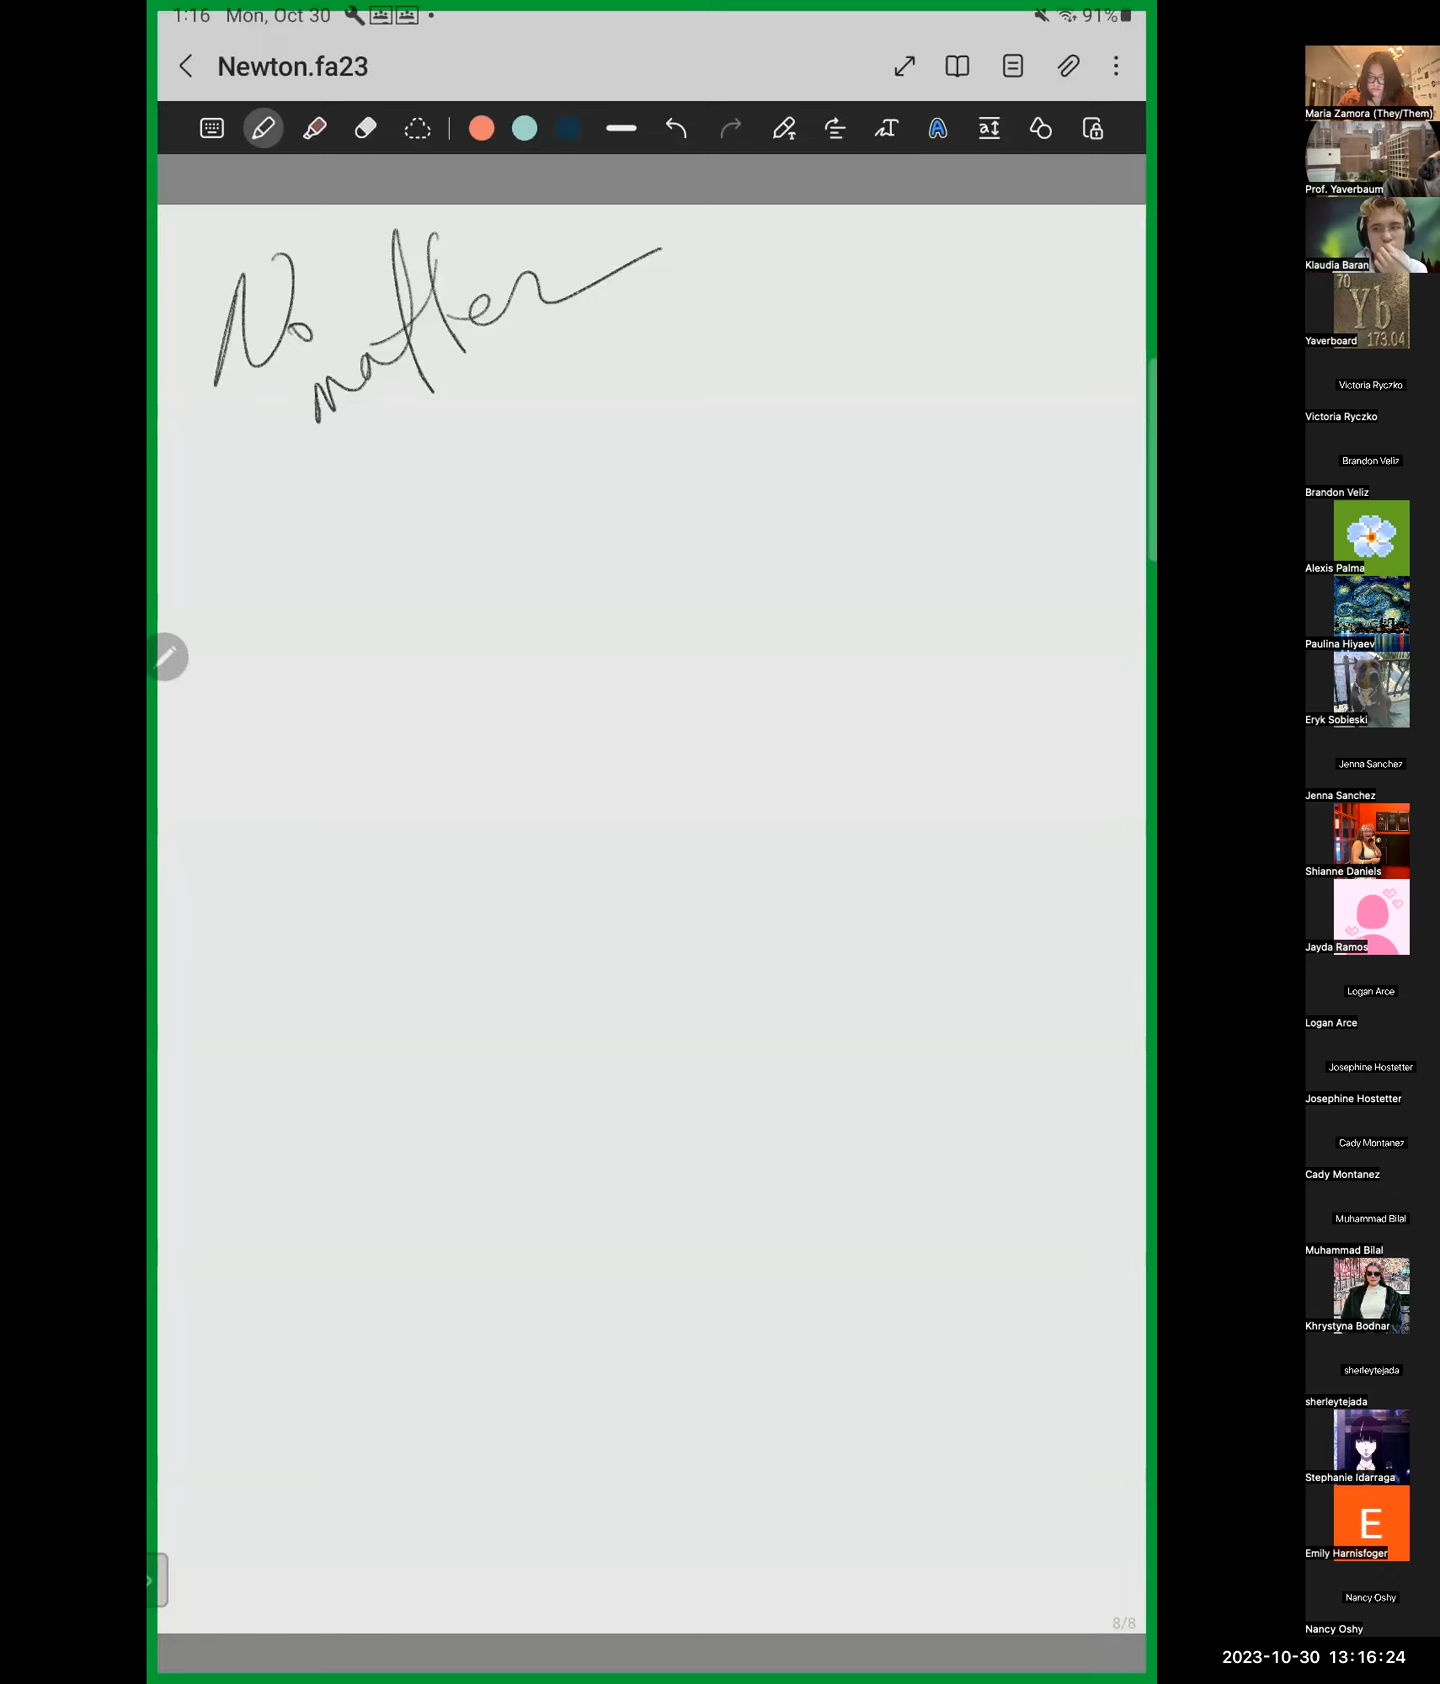 1:16 Mon, Oct 30
91%
Newton.fa23
No
matter
8/8
Maria Zamora (They/Them)
Prof. Yaverbaum
Klaudia Baran
70
Yb
173.04
Yaverboard
Victoria Ryczko
Victoria Ryczko
Brandon Veliz
Brandon Veliz
Alexis Palma
Paulina Hiyaev
Eryk Sobieski
Jenna Sanchez
Jenna Sanchez
Shianne Daniels
Jayda Ramos
Logan Arce
Logan Arce
Josephine Hostetter
Josephine Hostetter
Cady Montanez
Cady Montanez
Muhammad Bilal
Muhammad Bilal
Khrystyna Bodnar
sherleytejada
sherleytejada
Stephanie Idarraga
E
Emily Harnisfoger
Nancy Oshy
Nancy Oshy
2023-10-30 13:16:24